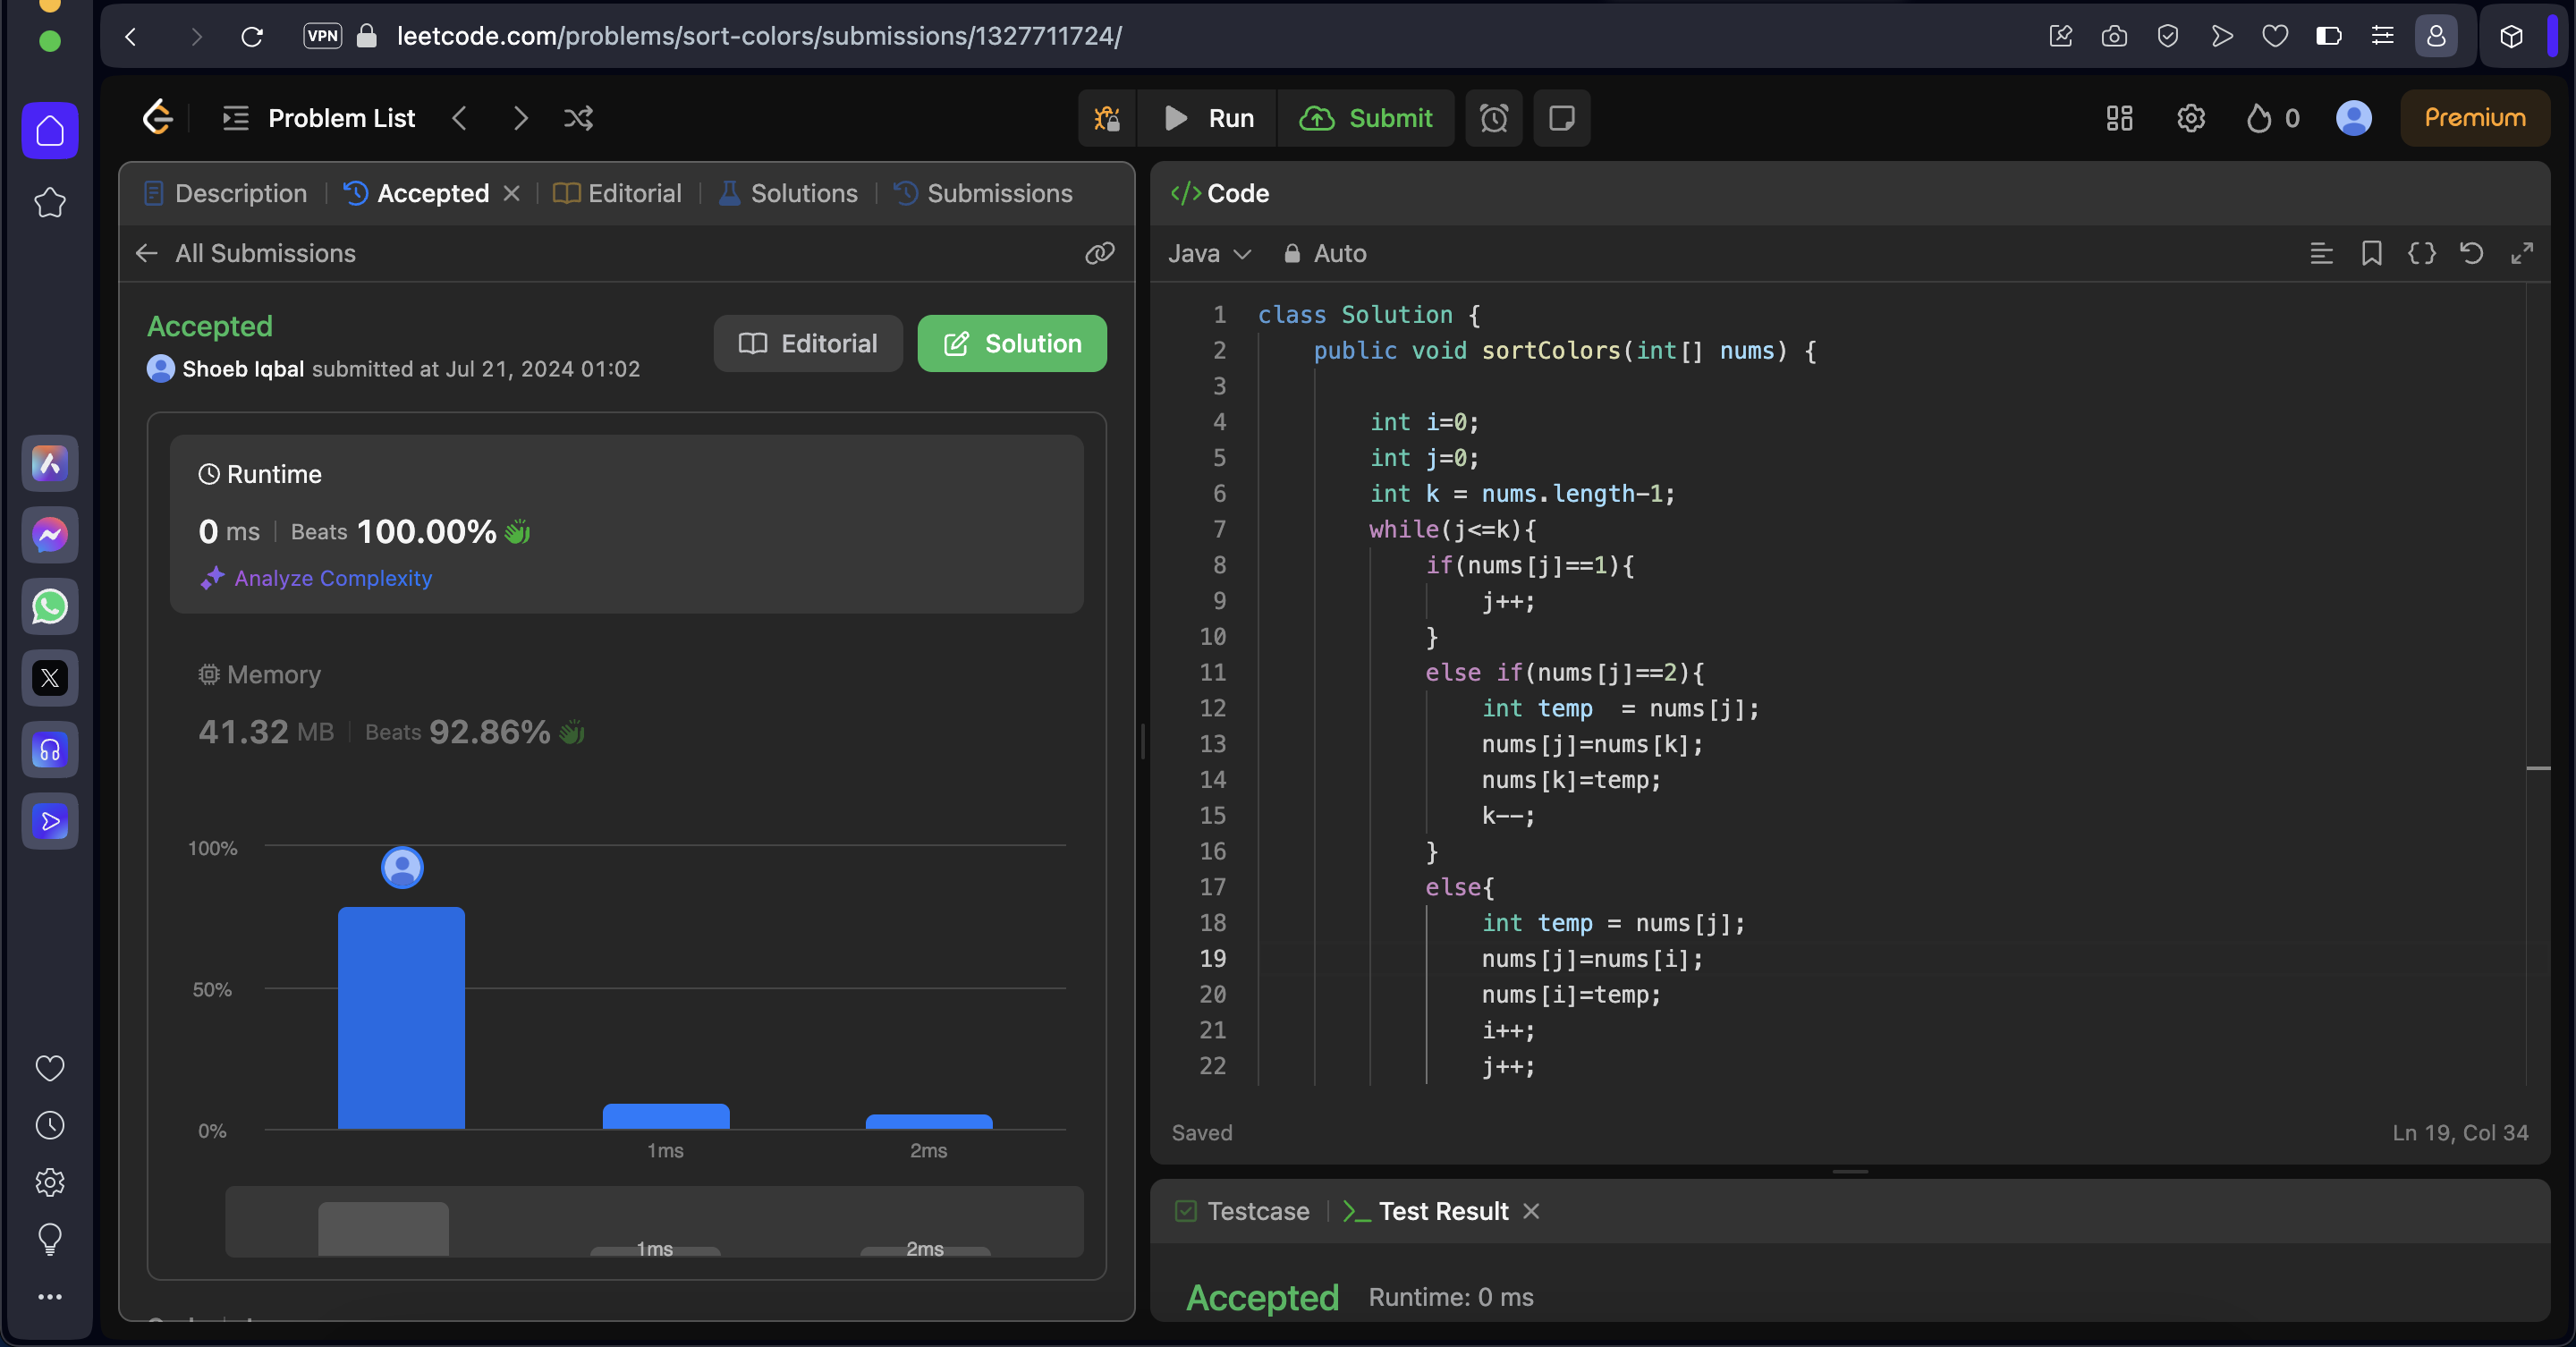 VPN leetcode.com/problems/sort-colors/submissions/1327711724/
Problem List
Run
Submit
0
Premium
Description
Accepted
Editorial
Solutions
Submissions
All Submissions
Accepted
Shoeb Iqbal submitted at Jul 21, 2024 01:02
Editorial
Solution
Runtime
0 ms Beats 100.00%
Analyze Complexity
Memory
41.32 MB Beats 92.86%
100%
50%
0%
1ms 2ms
1ms 2ms
</> Code
Java Auto
1 class Solution {
2 public void sortColors(int[] nums) {
3
4 int i=0;
5 int j=0;
6 int k = nums.length-1;
7 while(j<=k){
8 if(nums[j]==1){
9 j++;
10 }
11 else if(nums[j]==2){
12 int temp  = nums[j];
13 nums[j]=nums[k];
14 nums[k]=temp;
15 k--;
16 }
17 else{
18 int temp = nums[j];
19 nums[j]=nums[i];
20 nums[i]=temp;
21 i++;
22 j++;
Saved
Ln 19, Col 34
Testcase
Test Result
Accepted Runtime: 0 ms